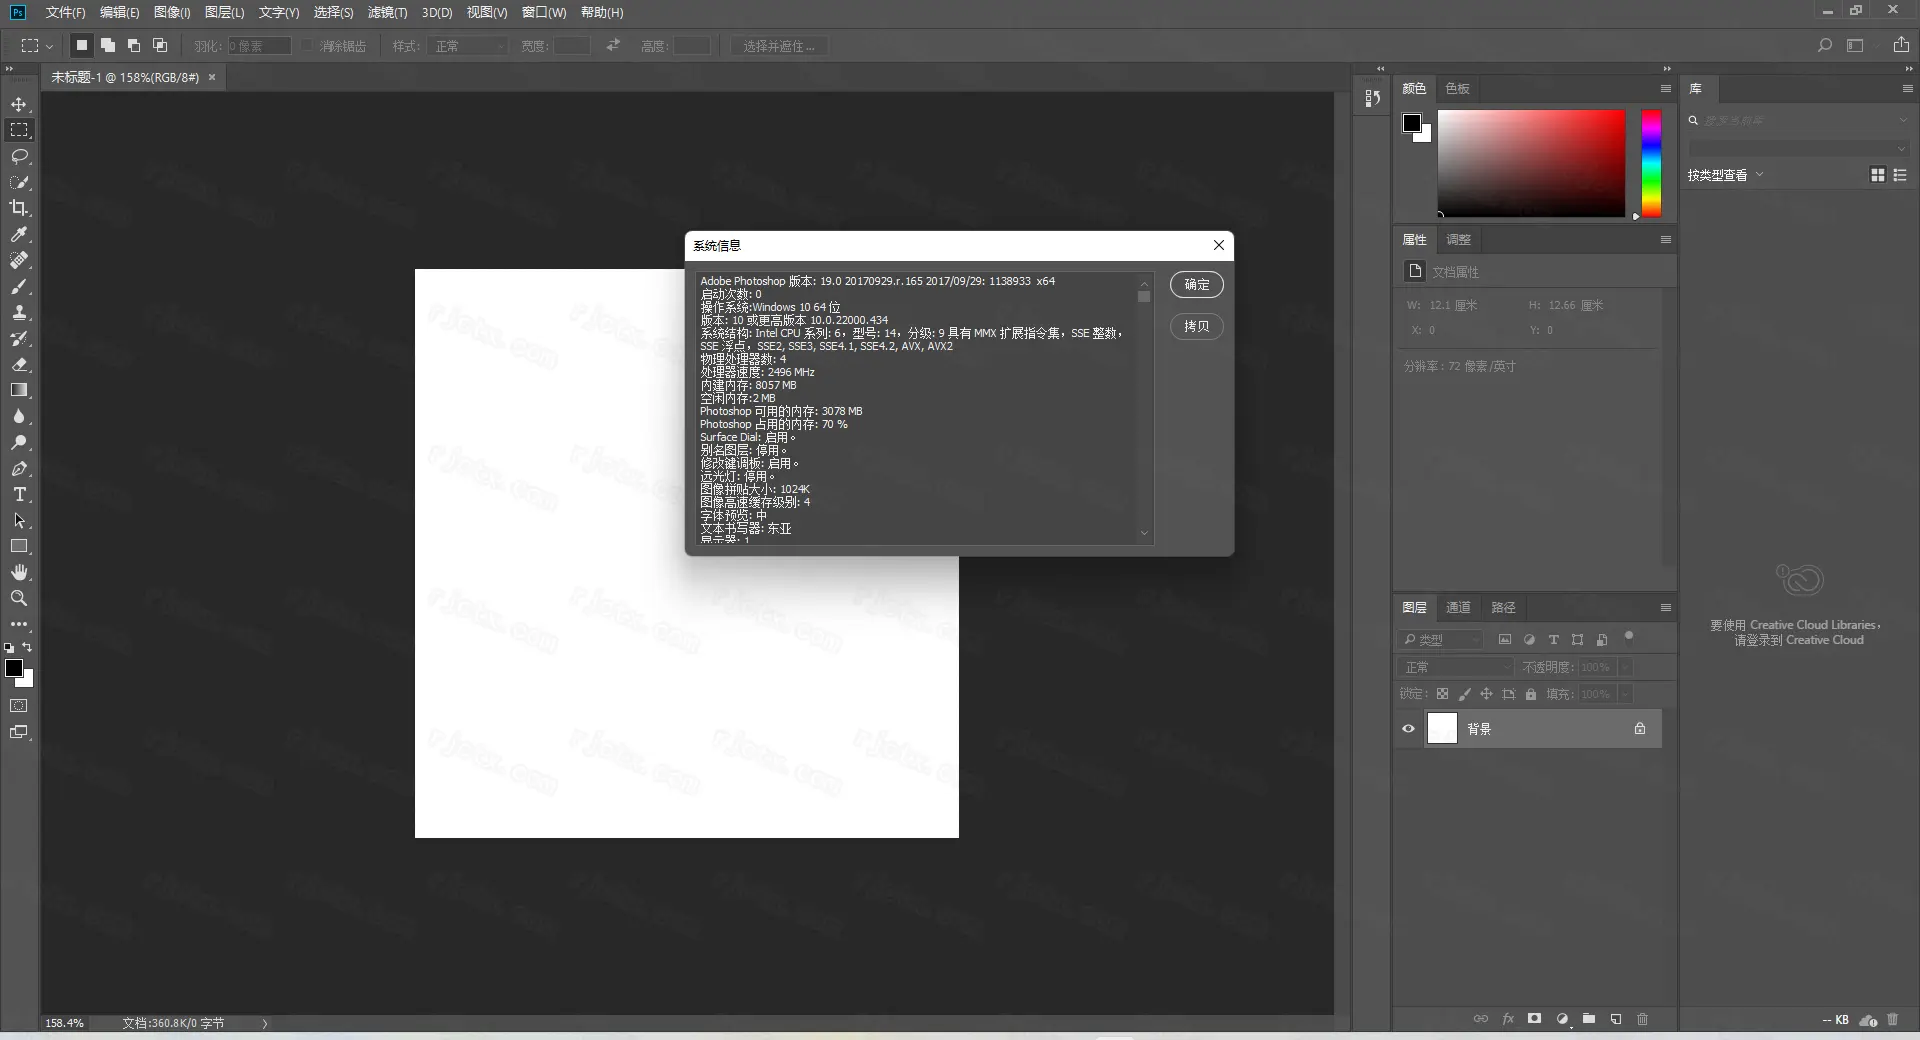 Ps 文件(F) 编辑(E) 图像(I) 图层(L) 文字(Y) 选择(S) 滤镜(T) 3D(D) 视图(V) 窗口(W) 帮助(H)
羽化: 0 像素 消除锯齿 样式: 正常 宽度: 高度: 选择并遮住...
未标题-1 @ 158%(RGB/8#) ×
系统信息
Adobe Photoshop 版本: 19.0 20170929.r.165 2017/09/29: 1138933 x64
启动次数: 0
操作系统:Windows 10 64 位
版本: 10 或更高版本 10.0.22000.434
系统结构: Intel CPU 系列: 6，型号: 14，分级: 9 具有 MMX 扩展指令集，SSE 整数，
SSE 浮点，SSE2, SSE3, SSE4.1, SSE4.2, AVX, AVX2
物理处理器数: 4
处理器速度: 2496 MHz
内建内存: 8057 MB
空闲内存:2 MB
Photoshop 可用的内存: 3078 MB
Photoshop 占用的内存: 70 %
Surface Dial: 启用。
别名图层: 停用。
修改键调板: 启用。
远光灯: 停用。
图像拼贴大小: 1024K
图像高速缓存级别: 4
字体预览: 中
文本书写器: 东亚
显示器: 1
确定
拷贝
颜色 色板
属性 调整
文档属性
W: 12.1 厘米 H: 12.66 厘米
X: 0 Y: 0
分辨率: 72 像素/英寸
图层 通道 路径
类型
正常 不透明度: 100%
锁定: 填充: 100%
背景
fx
库
搜索当前库
按类型查看
要使用 Creative Cloud Libraries，
请登录到 Creative Cloud
-- KB
158.4% 文档:360.8K/0 字节